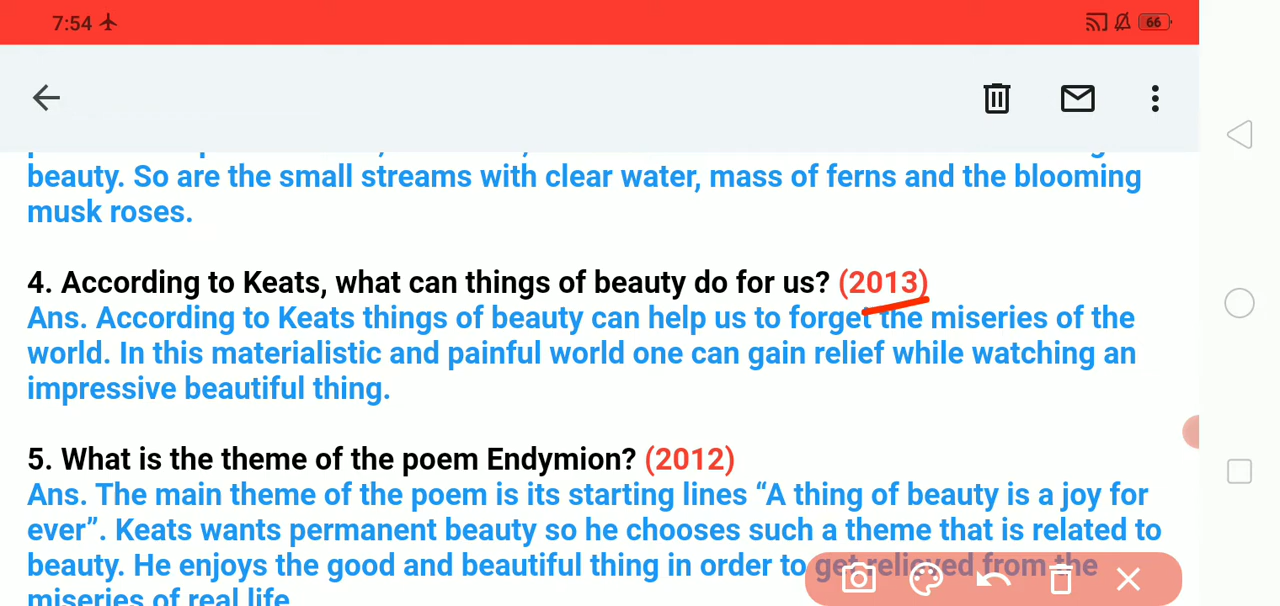 7:54
66
beauty. So are the small streams with clear water, mass of ferns and the blooming
musk roses.
4. According to Keats, what can things of beauty do for us? (2013)
Ans. According to Keats things of beauty can help us to forget the miseries of the
world. In this materialistic and painful world one can gain relief while watching an
impressive beautiful thing.
5. What is the theme of the poem Endymion? (2012)
Ans. The main theme of the poem is its starting lines “A thing of beauty is a joy for
ever”. Keats wants permanent beauty so he chooses such a theme that is related to
beauty. He enjoys the good and beautiful thing in order to get relieved from the
miseries of real life